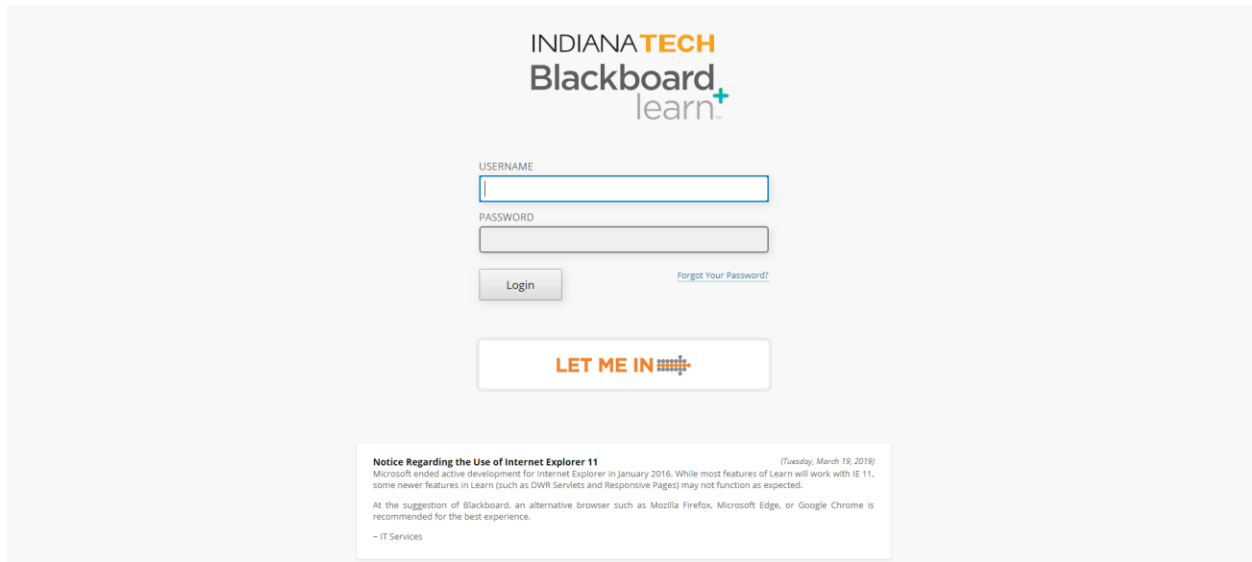 INDIANA TECH
Blackboard
learn+
USERNAME
PASSWORD
Login
Forgot Your Password?
LET ME IN
Notice Regarding the Use of Internet Explorer 11
(Tuesday, March 19, 2019)
Microsoft ended active development for Internet Explorer in January 2016. While most features of Learn will work with IE 11,
some newer features in Learn (such as DWR Servlets and Responsive Pages) may not function as expected.
At the suggestion of Blackboard, an alternative browser such as Mozilla Firefox, Microsoft Edge, or Google Chrome is
recommended for the best experience.
– IT Services